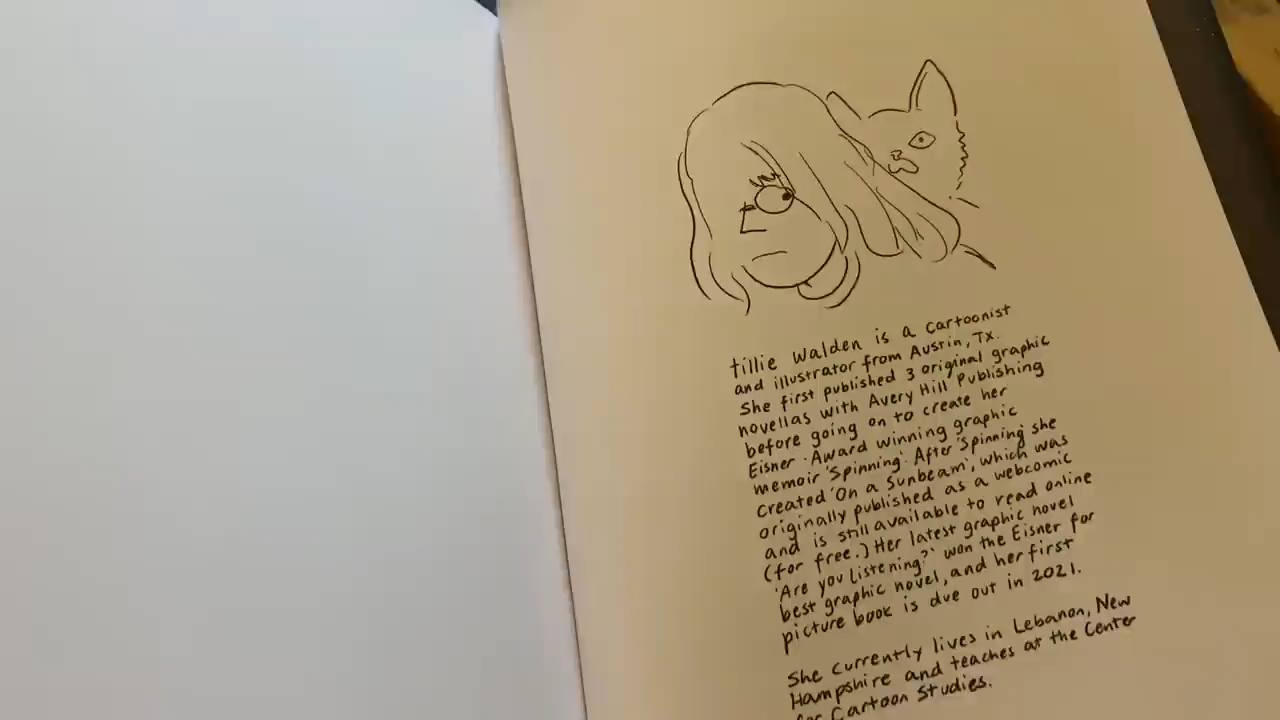 tillie walden is a cartoonist
and illustrator from Austin, Tx.
She first published 3 original graphic
novellas with Avery Hill Publishing
before going on to create her
Eisner-Award winning graphic
memoir 'Spinning'. After 'Spinning' she
created 'On a Sunbeam', which was
originally published as a webcomic
and is still available to read online
(for free.) Her latest graphic novel
'Are you Listening?' won the Eisner for
best graphic novel, and her first
picture book is due out in 2021.
She currently lives in Lebanon, New
Hampshire and teaches at the Center
for Cartoon Studies.